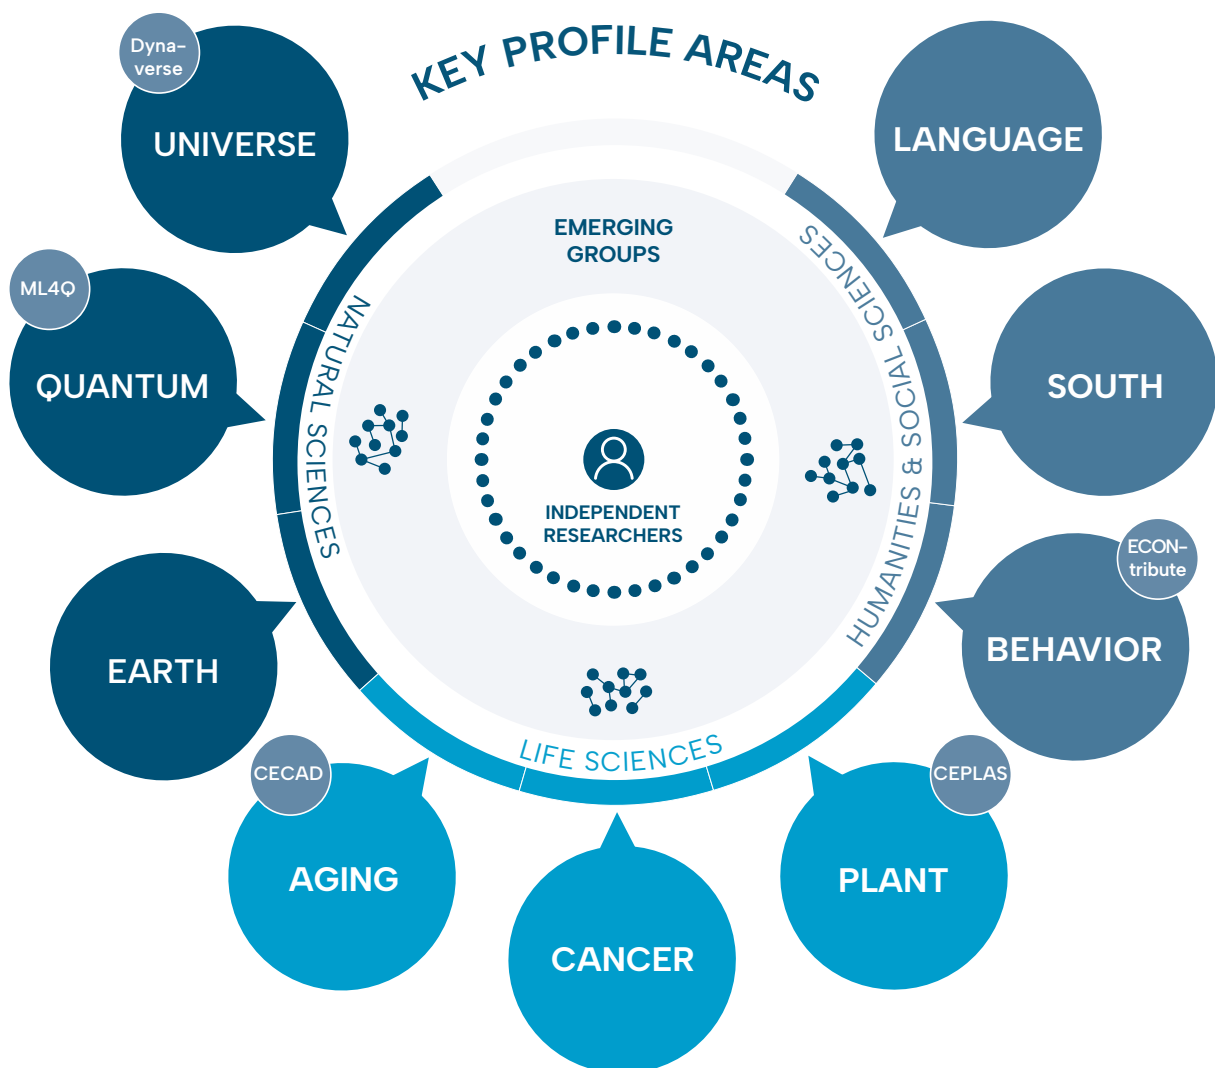 KEY PROFILE AREAS
Dyna-
verse
UNIVERSE
LANGUAGE
EMERGING
GROUPS
ML4Q
QUANTUM
NATURAL SCIENCES
HUMANITIES & SOCIAL SCIENCES
SOUTH
INDEPENDENT
RESEARCHERS
ECON-
tribute
BEHAVIOR
EARTH
LIFE SCIENCES
CECAD
AGING
CEPLAS
PLANT
CANCER